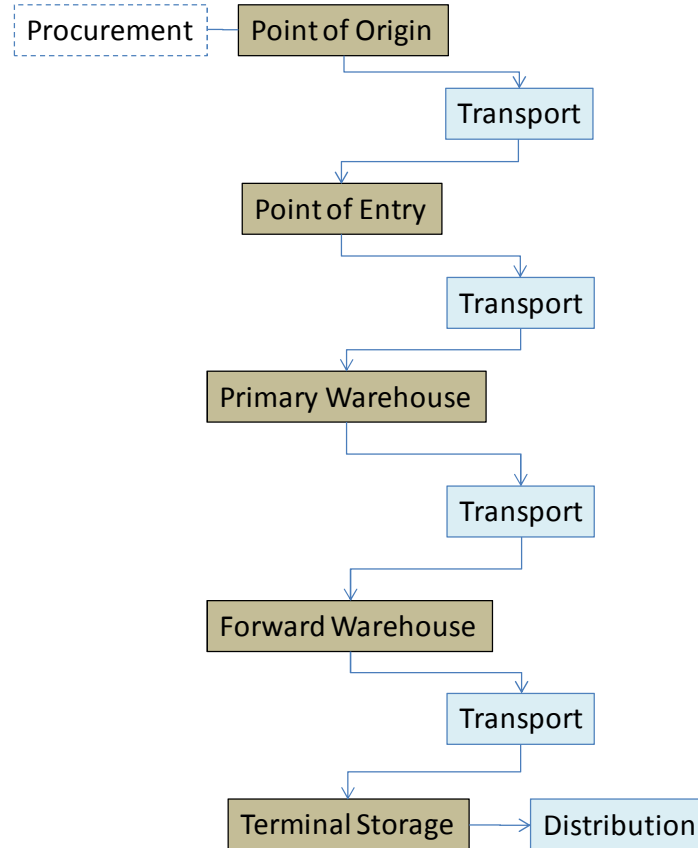 Procurement
Point of Origin
Transport
Point of Entry
Transport
Primary Warehouse
Transport
Forward Warehouse
Transport
Terminal Storage
Distribution